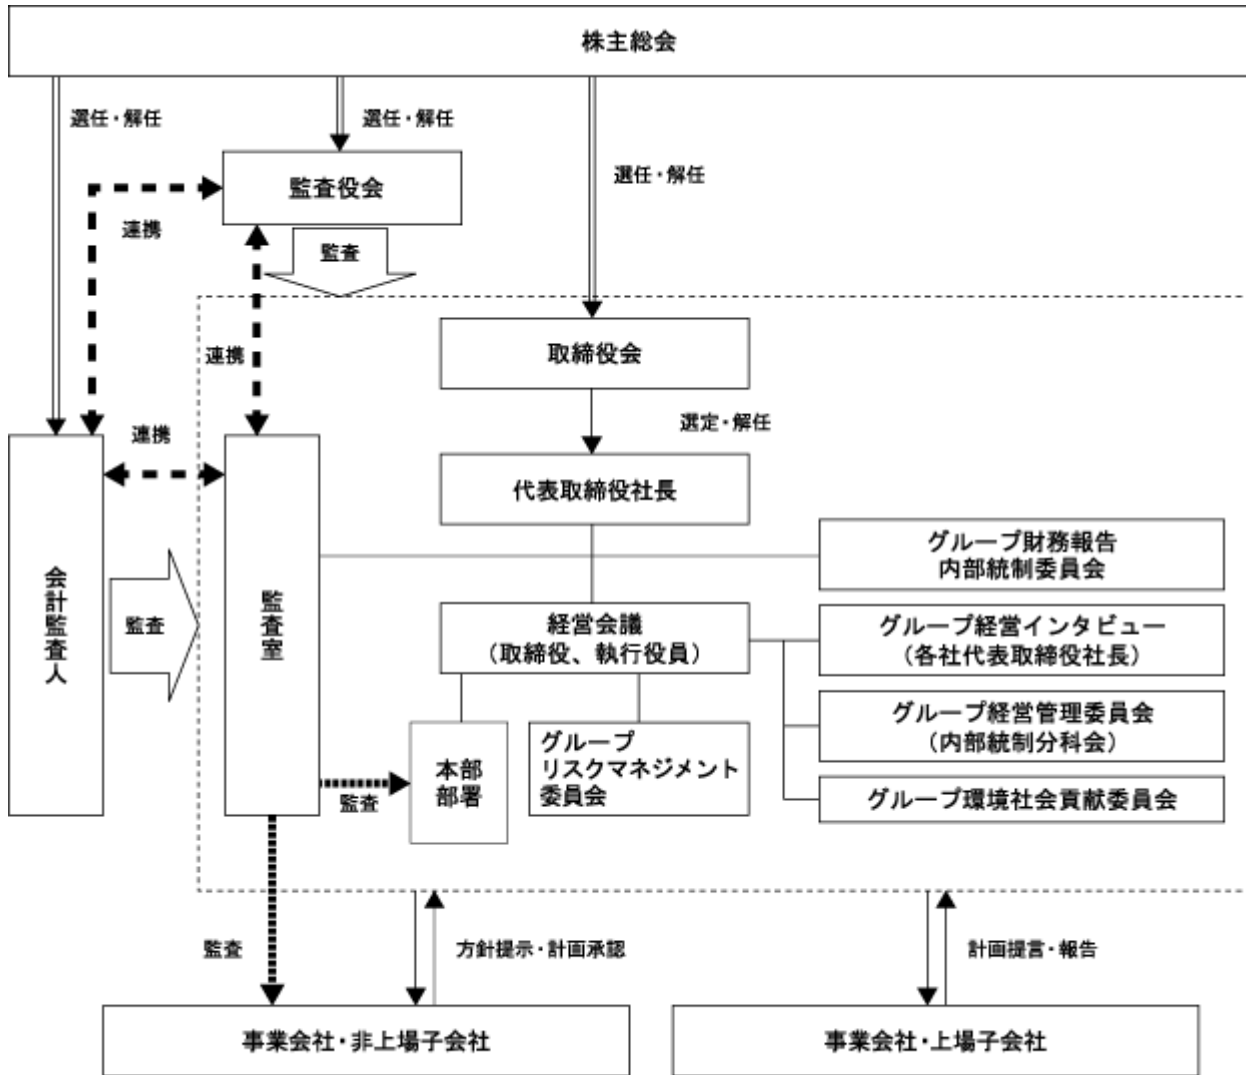 株主総会
選任・解任
選任・解任
選任・解任
監査役会
連携
監査
連携
取締役会
選定・解任
連携
代表取締役社長
会計監査人
監査
監査室
グループ財務報告
内部統制委員会
経営会議
（取締役、執行役員）
グループ経営インタビュー
（各社代表取締役社長）
グループ経営管理委員会
（内部統制分科会）
本部
部署
グループ
リスクマネジメント
委員会
グループ環境社会貢献委員会
監査
監査
方針提示・計画承認
計画提言・報告
事業会社・非上場子会社
事業会社・上場子会社